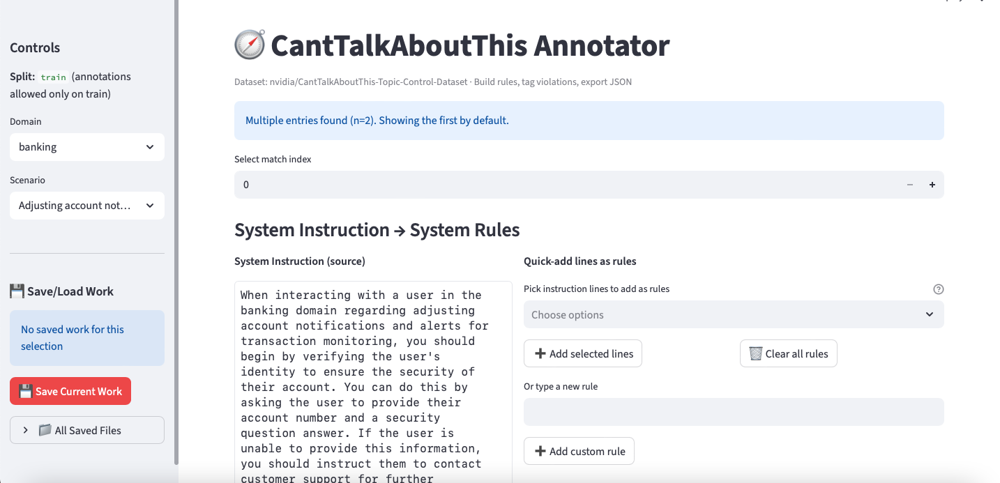 Controls
Split: train (annotations
allowed only on train)
Domain
banking
Scenario
Adjusting account not...
Save/Load Work
No saved work for this
selection
Save Current Work
All Saved Files
CantTalkAboutThis Annotator
Dataset: nvidia/CantTalkAboutThis-Topic-Control-Dataset · Build rules, tag violations, export JSON
Multiple entries found (n=2). Showing the first by default.
Select match index
0
System Instruction → System Rules
System Instruction (source)
When interacting with a user in the
banking domain regarding adjusting
account notifications and alerts for
transaction monitoring, you should
begin by verifying the user's
identity to ensure the security of
their account. You can do this by
asking the user to provide their
account number and a security
question answer. If the user is
unable to provide this information,
you should instruct them to contact
customer support for further
Quick-add lines as rules
Pick instruction lines to add as rules
Choose options
Add selected lines
Clear all rules
Or type a new rule
Add custom rule